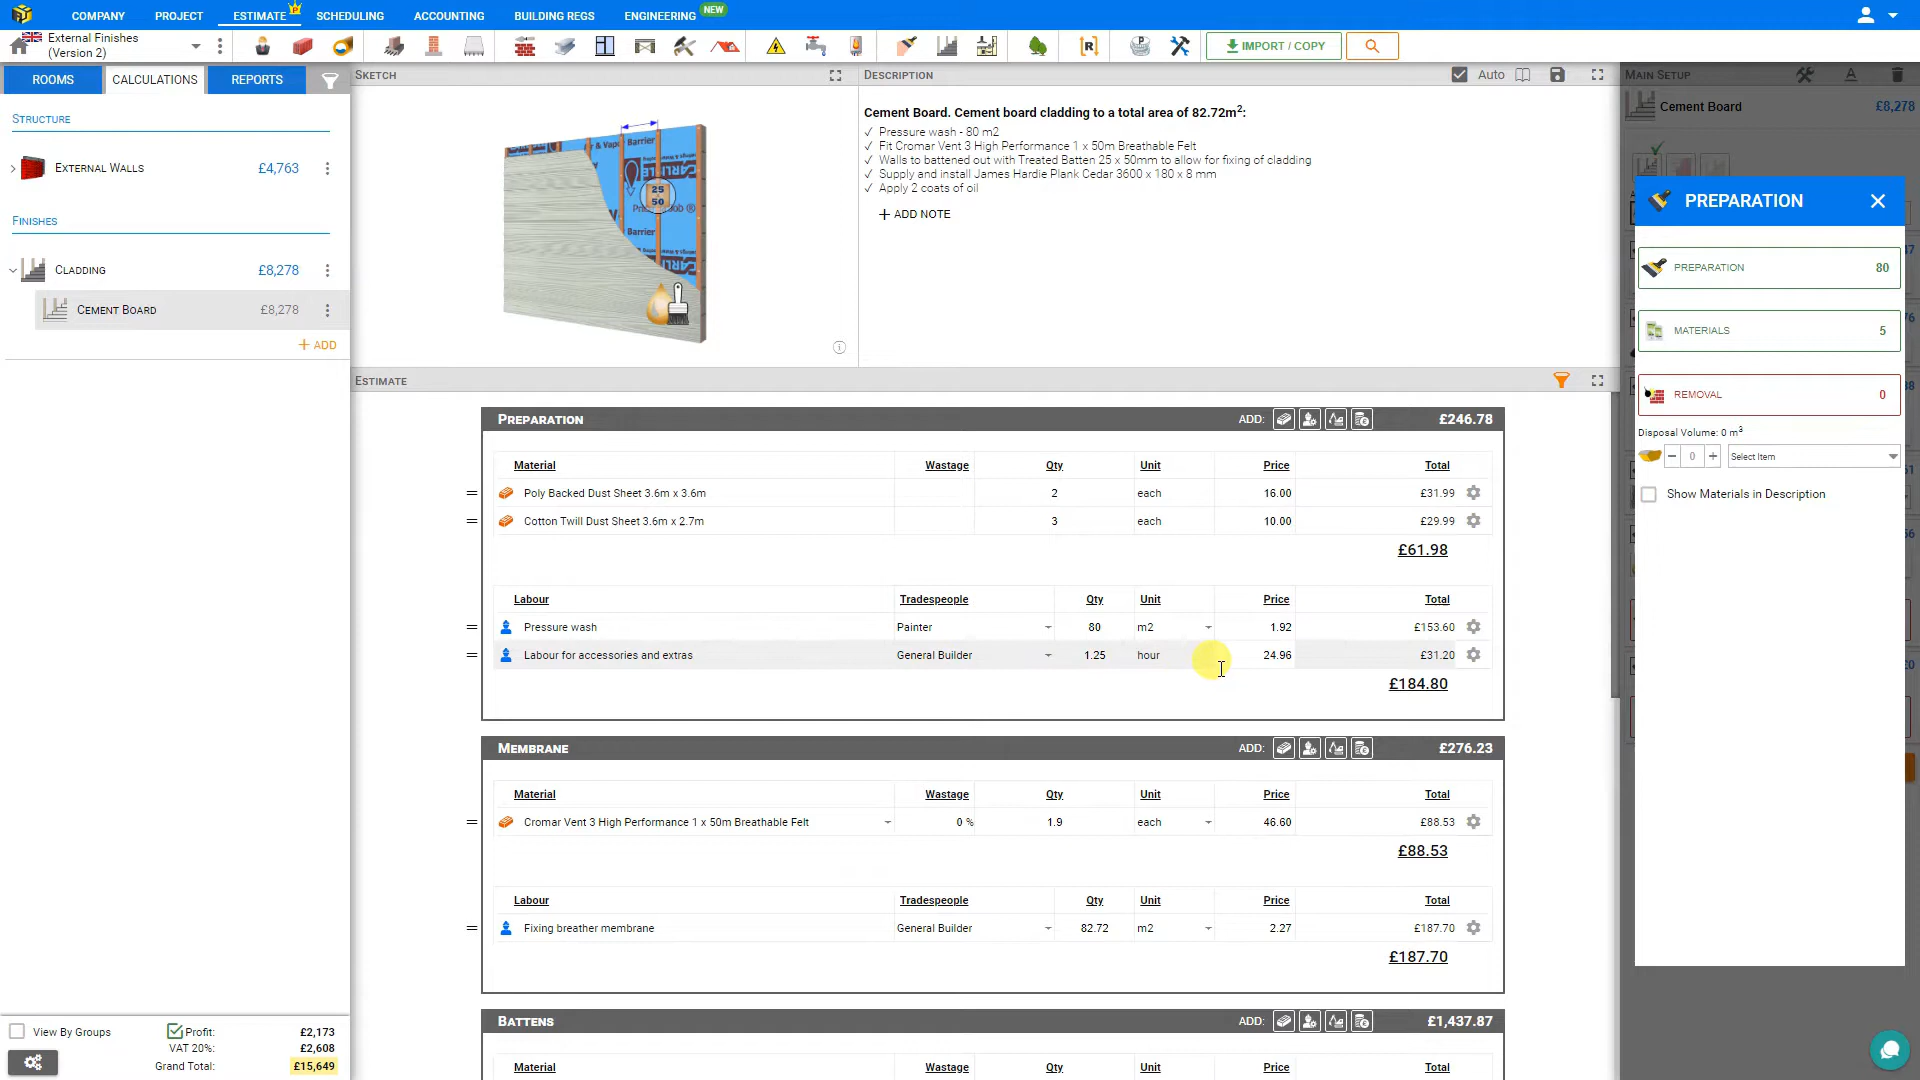 COMPANY PROJECT ESTIMATE SCHEDULING ACCOUNTING BUILDING REGS ENGINEERING NEW
External Finishes
(Version 2)
IMPORT / COPY
ROOMS CALCULATIONS REPORTS
STRUCTURE
EXTERNAL WALLS £4,763
FINISHES
CLADDING £8,278
CEMENT BOARD £8,278
+ ADD
View By Groups
Profit: £2,173
VAT 20%: £2,608
Grand Total: £15,649
SKETCH
Barrier
25
50
Barrier
DESCRIPTION
Auto
Cement Board. Cement board cladding to a total area of 82.72m²:
✓ Pressure wash - 80 m2
✓ Fit Cromar Vent 3 High Performance 1 x 50m Breathable Felt
✓ Walls to battened out with Treated Batten 25 x 50mm to allow for fixing of cladding
✓ Supply and install James Hardie Plank Cedar 3600 x 180 x 8 mm
✓ Apply 2 coats of oil
+ ADD NOTE
ESTIMATE
PREPARATION ADD: £246.78
Material Wastage Qty Unit Price Total
= Poly Backed Dust Sheet 3.6m x 3.6m 2 each 16.00 £31.99
= Cotton Twill Dust Sheet 3.6m x 2.7m 3 each 10.00 £29.99
£61.98
Labour Tradespeople Qty Unit Price Total
= Pressure wash Painter 80 m2 1.92 £153.60
= Labour for accessories and extras General Builder 1.25 hour 24.96 £31.20
£184.80
MEMBRANE ADD: £276.23
Material Wastage Qty Unit Price Total
= Cromar Vent 3 High Performance 1 x 50m Breathable Felt 0 % 1.9 each 46.60 £88.53
£88.53
Labour Tradespeople Qty Unit Price Total
= Fixing breather membrane General Builder 82.72 m2 2.27 £187.70
£187.70
BATTENS ADD: £1,437.87
Material Wastage Qty Unit Price Total
MAIN SETUP
Cement Board £8,278
PREPARATION
PREPARATION 80
MATERIALS 5
REMOVAL 0
Disposal Volume: 0 m³
− 0 + Select Item
Show Materials in Description